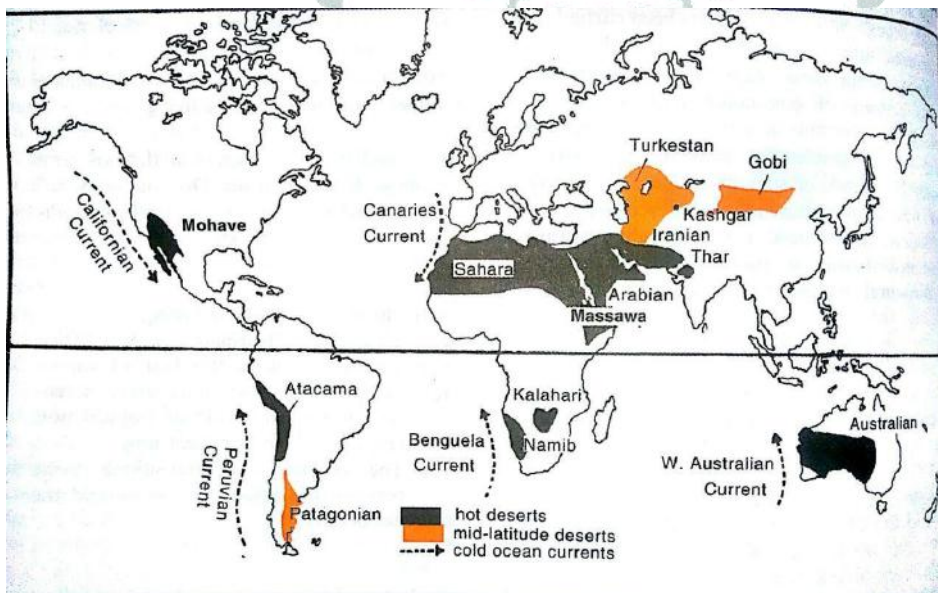 Turkestan
Gobi
Californian
Current
Mohave
Canaries
Current
Kashgar
Iranian
Sahara
Thar
Arabian
Massawa
Atacama
Kalahari
Australian
Peruvian
Current
Benguela
Current
Namib
W. Australian
Current
Patagonian
hot deserts
mid-latitude deserts
cold ocean currents